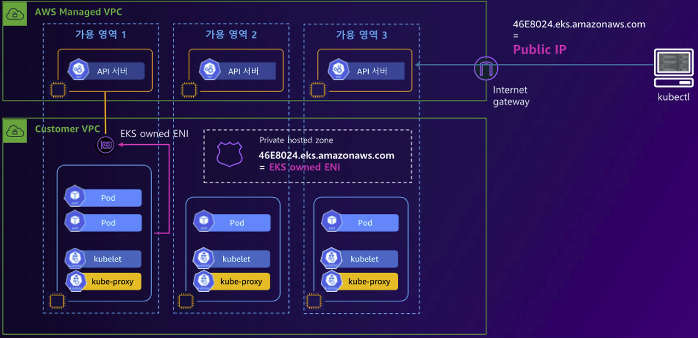 AWS Managed VPC
가용 영역 1
가용 영역 2
가용 영역 3
API 서버
API 서버
API 서버
46E8024.eks.amazonaws.com
=
Public IP
Internet
gateway
kubectl
Customer VPC
EKS owned ENI
Private hosted zone
46E8024.eks.amazonaws.com
= EKS owned ENI
Pod
Pod
kubelet
kube-proxy
Pod
kubelet
kube-proxy
Pod
kubelet
kube-proxy